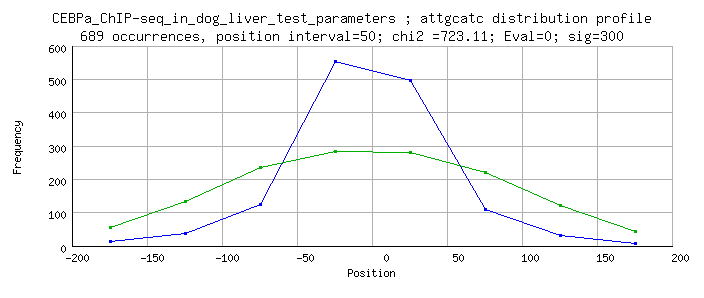 CEBPa_ChIP-seq_in_dog_liver_test_parameters ; attgcatc distribution profile
689 occurrences, position interval=50; chi2 =723.11; Eval=0; sig=300
600
500
400
300
200
100
0
Frequency
-200 -150 -100 -50 0 50 100 150 200
Position